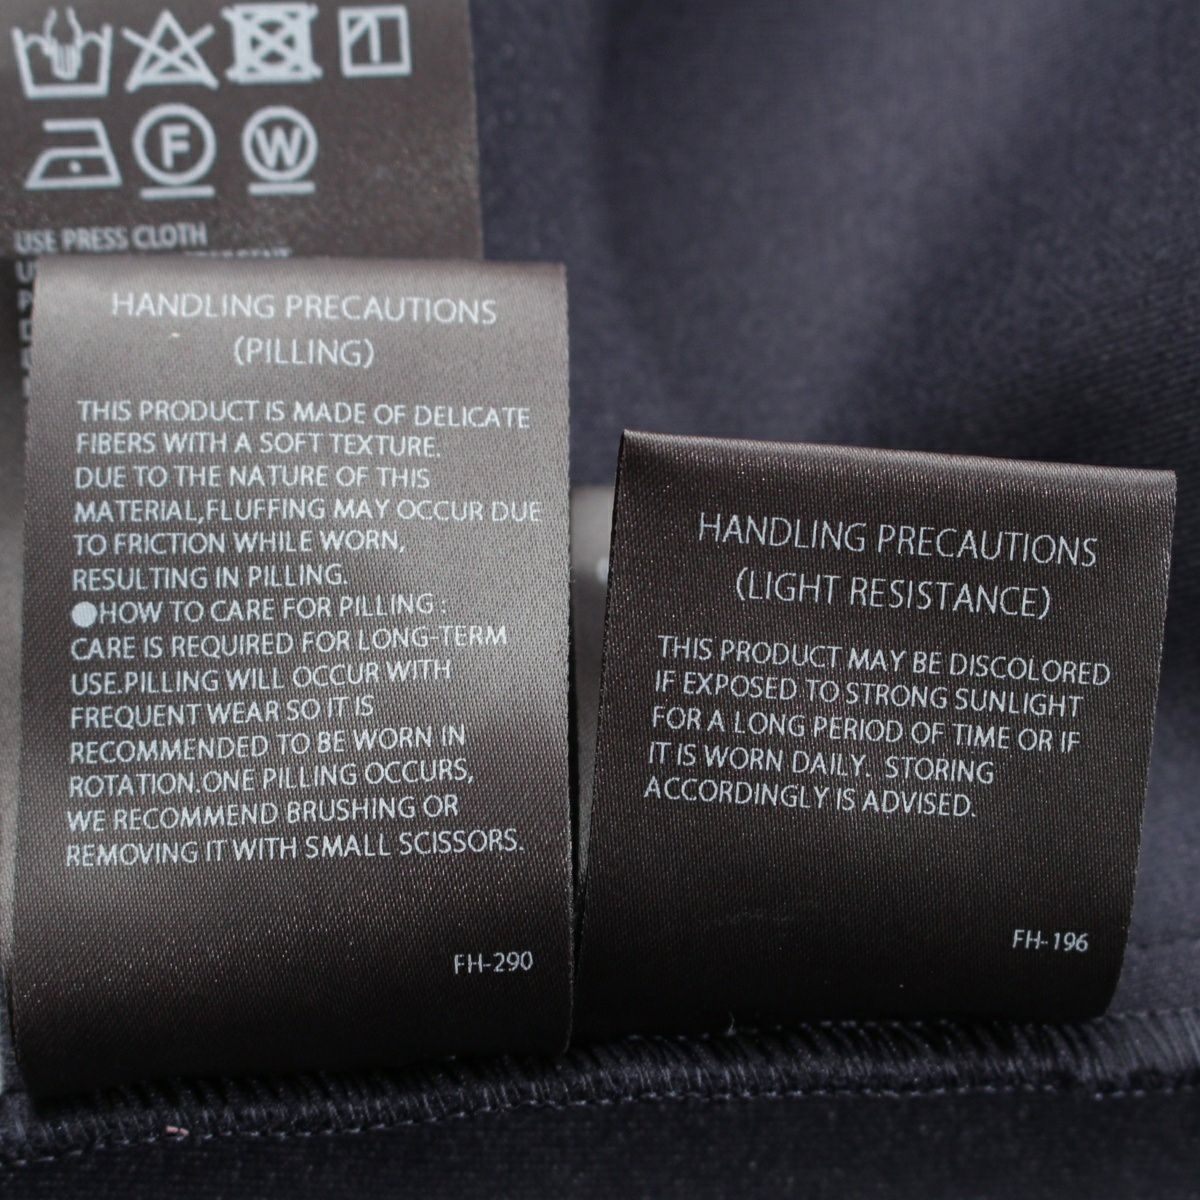 F
W
USE PRESS CLOTH
HANDLING PRECAUTIONS
(PILLING)
THIS PRODUCT IS MADE OF DELICATE
FIBERS WITH A SOFT TEXTURE.
DUE TO THE NATURE OF THIS
MATERIAL,FLUFFING MAY OCCUR DUE
TO FRICTION WHILE WORN,
RESULTING IN PILLING.
●HOW TO CARE FOR PILLING :
CARE IS REQUIRED FOR LONG-TERM
USE.PILLING WILL OCCUR WITH
FREQUENT WEAR SO IT IS
RECOMMENDED TO BE WORN IN
ROTATION.ONE PILLING OCCURS,
WE RECOMMEND BRUSHING OR
REMOVING IT WITH SMALL SCISSORS.
FH-290
HANDLING PRECAUTIONS
(LIGHT RESISTANCE)
THIS PRODUCT MAY BE DISCOLORED
IF EXPOSED TO STRONG SUNLIGHT
FOR A LONG PERIOD OF TIME OR IF
IT IS WORN DAILY. STORING
ACCORDINGLY IS ADVISED.
FH-196